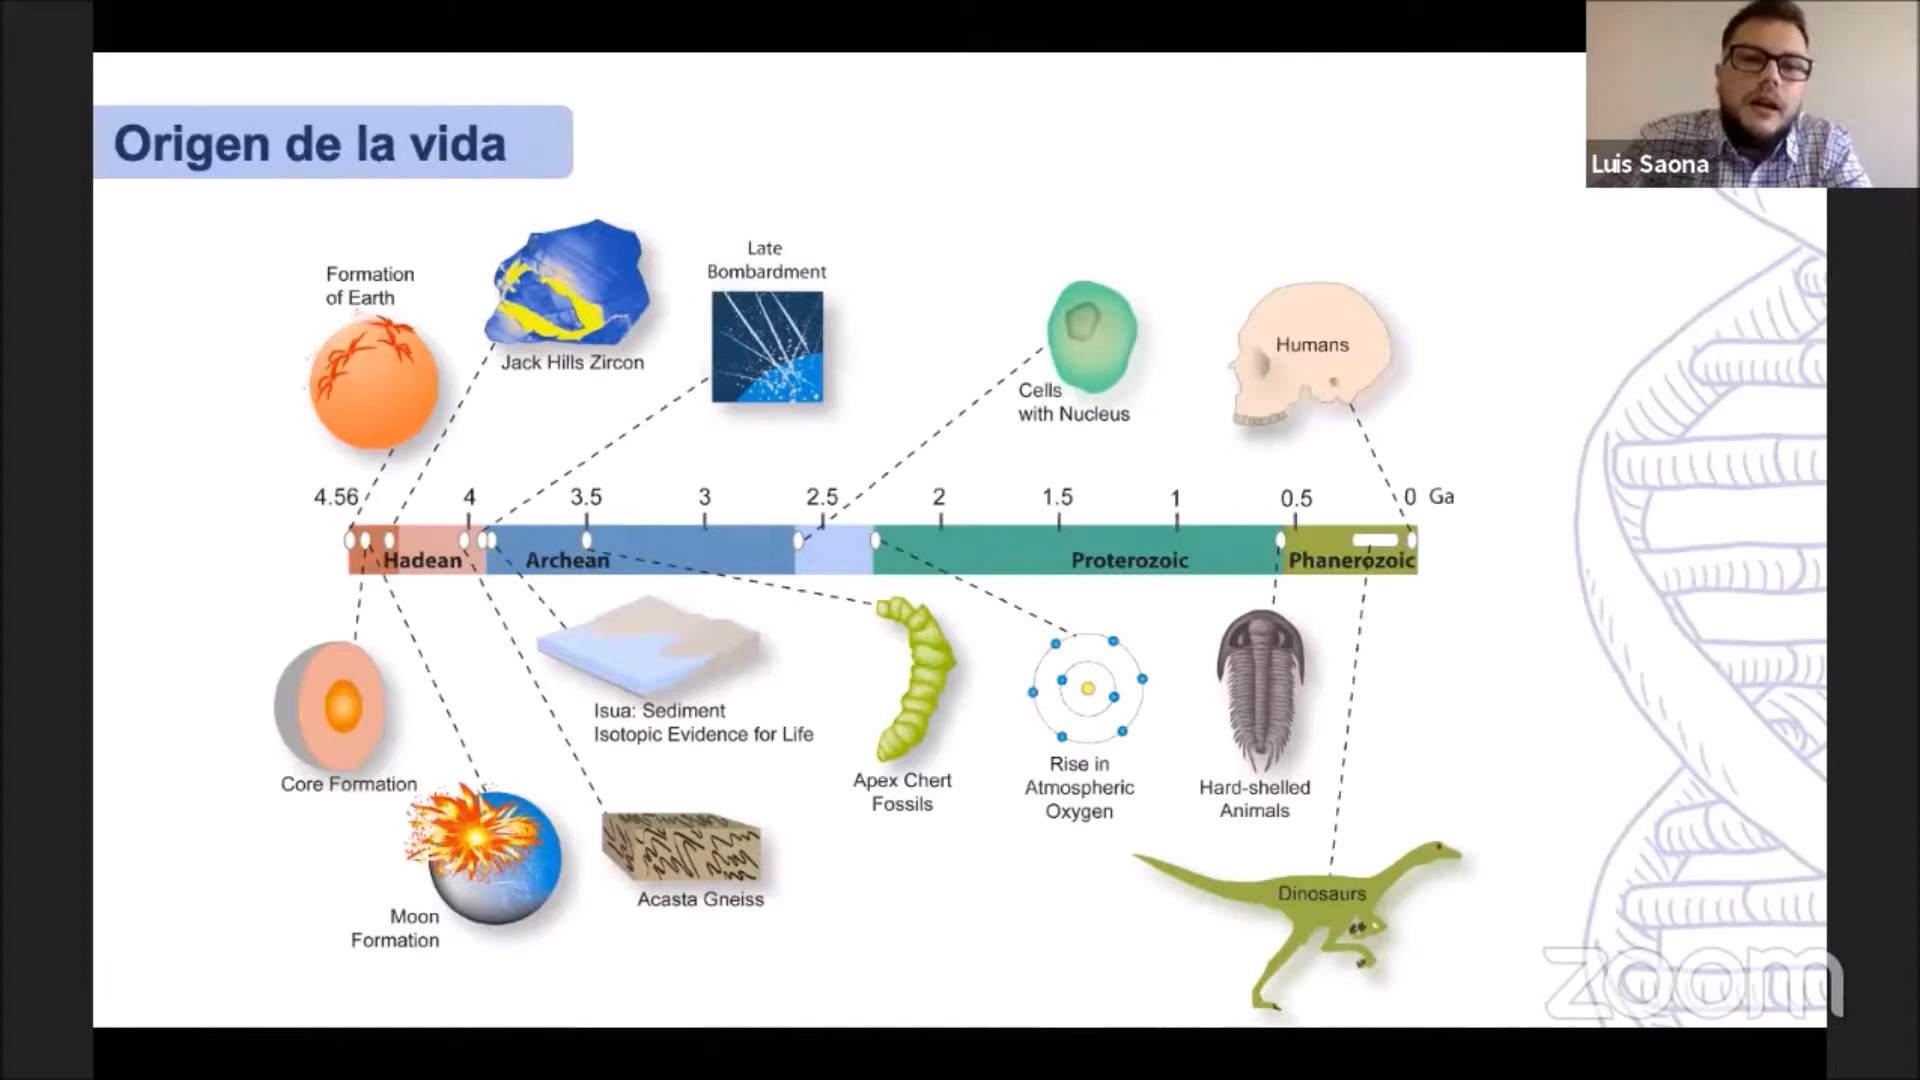 Origen de la vida
Luis Saona
Formation
of Earth
Jack Hills Zircon
Late
Bombardment
Cells
with Nucleus
Humans
4.56
4
3.5
3
2.5
2
1.5
1
0.5
0 Ga
Hadean
Archean
Proterozoic
Phanerozoic
Core Formation
Moon
Formation
Isua: Sediment
Isotopic Evidence for Life
Acasta Gneiss
Apex Chert
Fossils
Rise in
Atmospheric
Oxygen
Hard-shelled
Animals
Dinosaurs
zoom